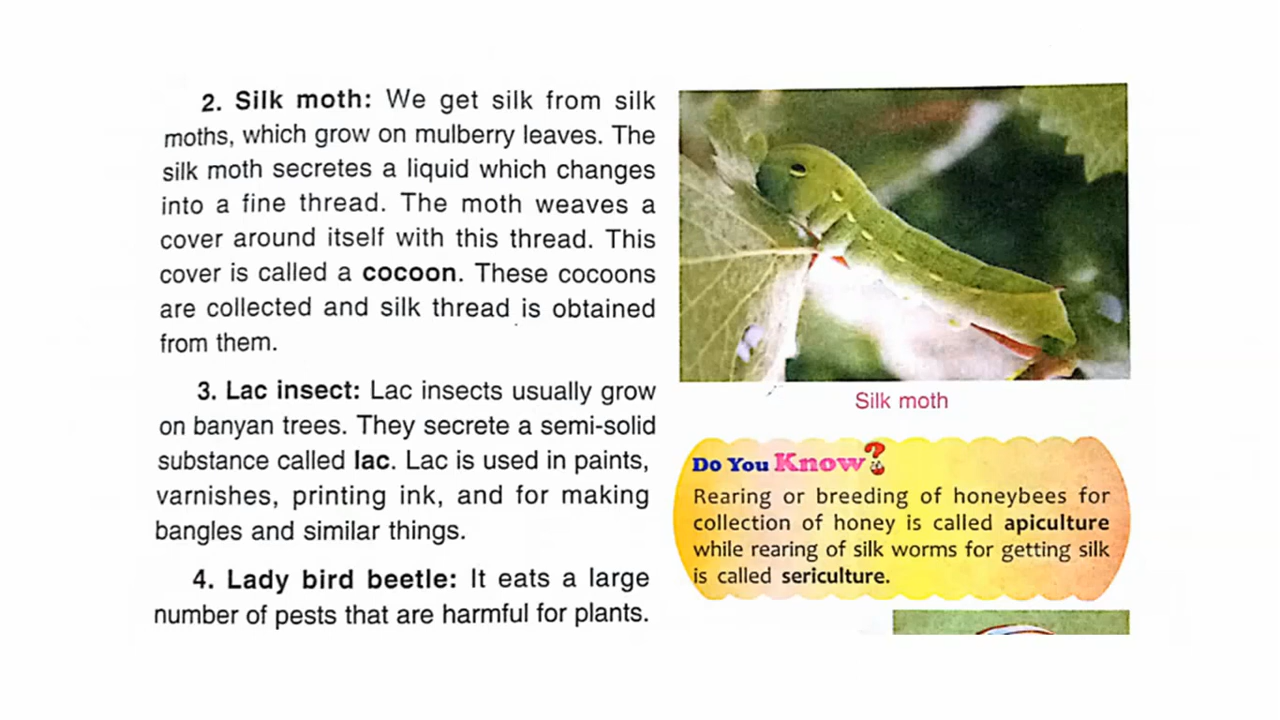 2. Silk moth: We get silk from silk
moths, which grow on mulberry leaves. The
silk moth secretes a liquid which changes
into a fine thread. The moth weaves a
cover around itself with this thread. This
cover is called a cocoon. These cocoons
are collected and silk thread is obtained
from them.
3. Lac insect: Lac insects usually grow
on banyan trees. They secrete a semi-solid
substance called lac. Lac is used in paints,
varnishes, printing ink, and for making
bangles and similar things.
4. Lady bird beetle: It eats a large
number of pests that are harmful for plants.
Silk moth
Do You Know?
Rearing or breeding of honeybees for
collection of honey is called apiculture
while rearing of silk worms for getting silk
is called sericulture.